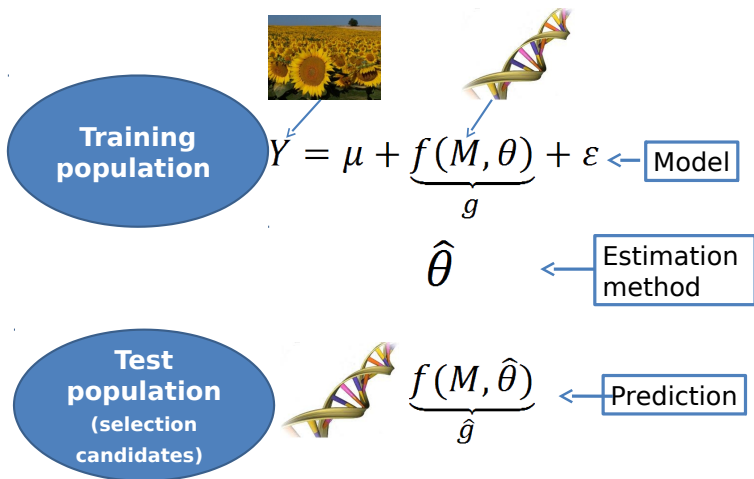 Training
population
Y = μ + f(M, θ) + ε
g
Model
θ̂
Estimation
method
Test
population
(selection
candidates)
f(M, θ̂)
ĝ
Prediction